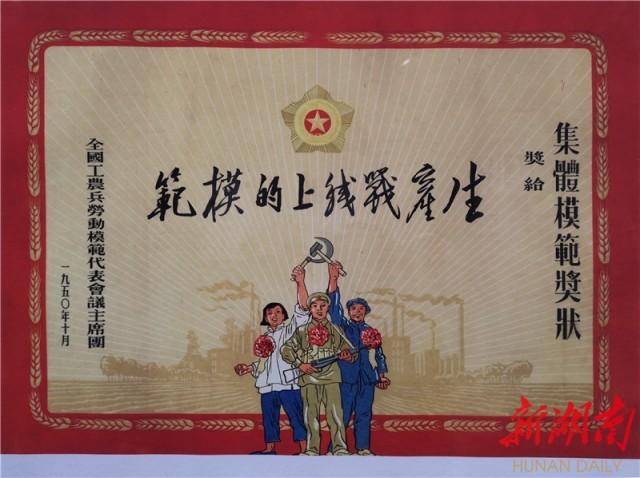 集體模範獎狀
獎給
生產戰线上的模範
全國工農兵勞動模範代表會議主席團
一九五〇年十月
新湖南
HUNAN DAILY